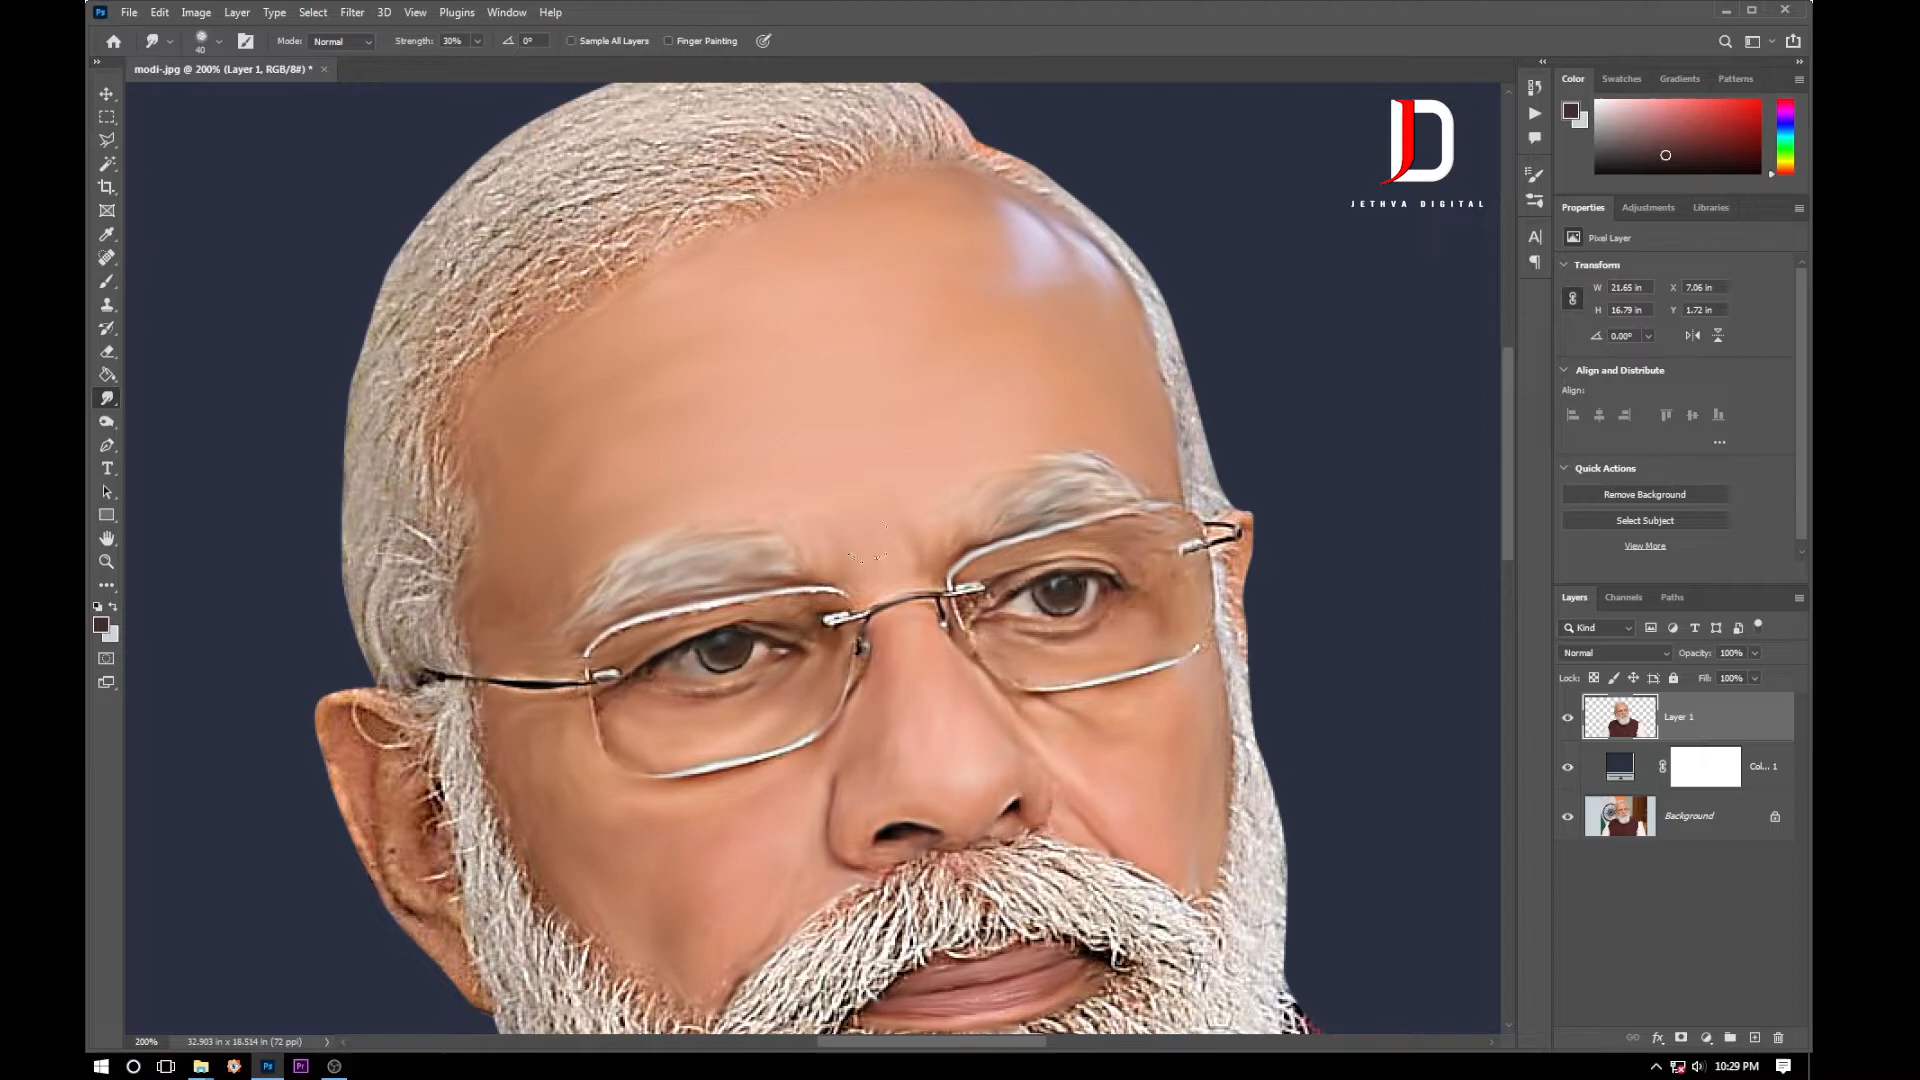 Ps File Edit Image Layer Type Select Filter 3D View Plugins Window Help
40 Mode: Normal Strength: 30% 0° Sample All Layers Finger Painting
modi-.jpg @ 200% (Layer 1, RGB/8#) * ×
JETHVA DIGITAL
Color Swatches Gradients Patterns
Properties Adjustments Libraries
Pixel Layer
Transform
W 21.65 in X 7.06 in
H 16.79 in Y 1.72 in
0.00°
Align and Distribute
Align:
Quick Actions
Remove Background
Select Subject
View More
Layers Channels Paths
Kind
Normal Opacity: 100%
Lock: Fill: 100%
Layer 1
Col... 1
Background
200% 32.903 in x 18.514 in (72 ppi)
Ps Pr 10:29 PM